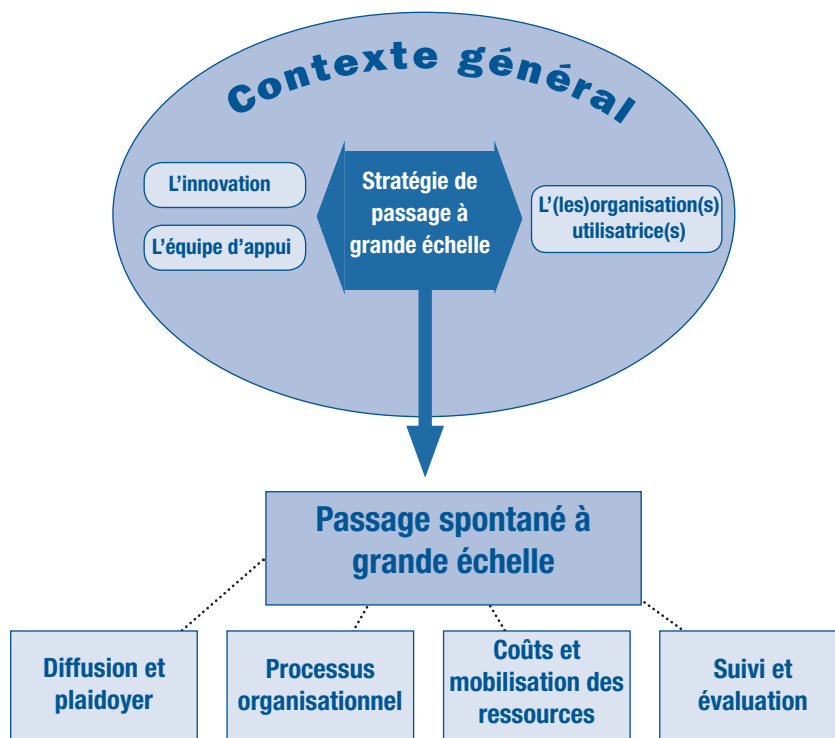 Contexte général
L'innovation
L'équipe d'appui
Stratégie de
passage à
grande échelle
L'(les)organisation(s)
utilisatrice(s)
Passage spontané à
grande échelle
Diffusion et
plaidoyer
Processus
organisationnel
Coûts et
mobilisation des
ressources
Suivi et
évaluation